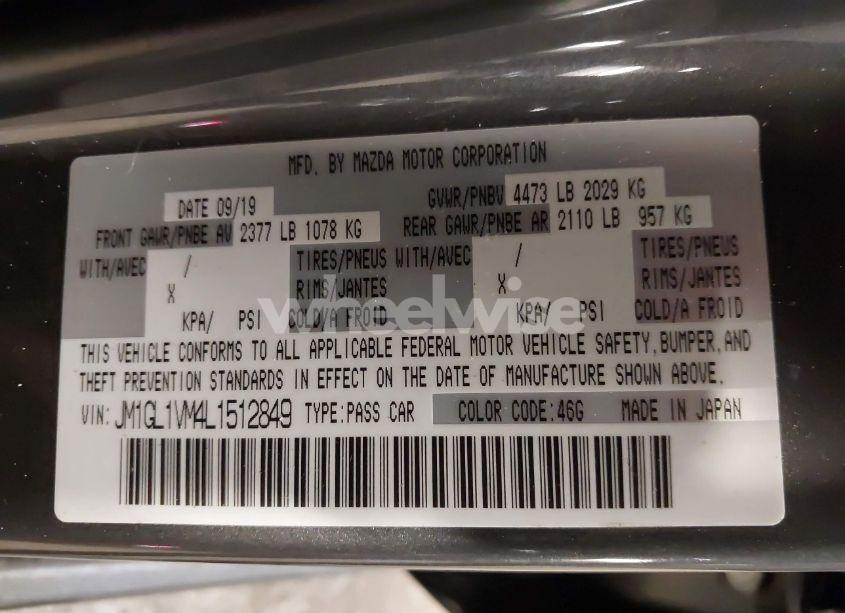 MFD. BY MAZDA MOTOR CORPORATION
DATE 09/19 GVWR/PNBV 4473 LB 2029 KG
FRONT GAWR/PNBE AV 2377 LB 1078 KG REAR GAWR/PNBE AR 2110 LB 957 KG
WITH/AVEC / TIRES/PNEUS WITH/AVEC / TIRES/PNEUS
X RIMS/JANTES X RIMS/JANTES
KPA/ PSI COLD/A FROID KPA/ PSI COLD/A FROID
wheelwise
THIS VEHICLE CONFORMS TO ALL APPLICABLE FEDERAL MOTOR VEHICLE SAFETY, BUMPER, AND
THEFT PREVENTION STANDARDS IN EFFECT ON THE DATE OF MANUFACTURE SHOWN ABOVE.
VIN: JM1GL1VM4L1512849 TYPE:PASS CAR COLOR CODE:46G MADE IN JAPAN